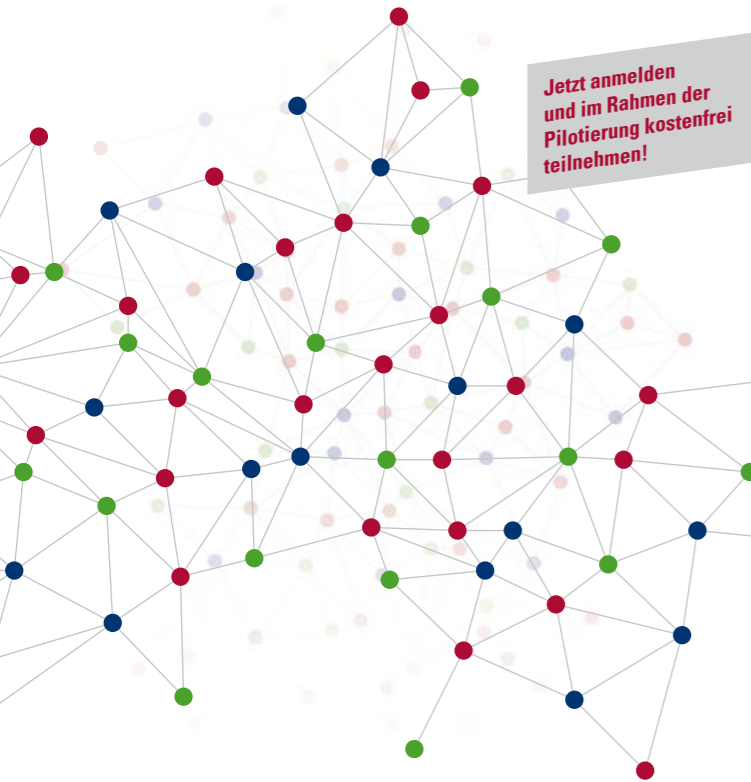 Jetzt anmelden
und im Rahmen der
Pilotierung kostenfrei
teilnehmen!